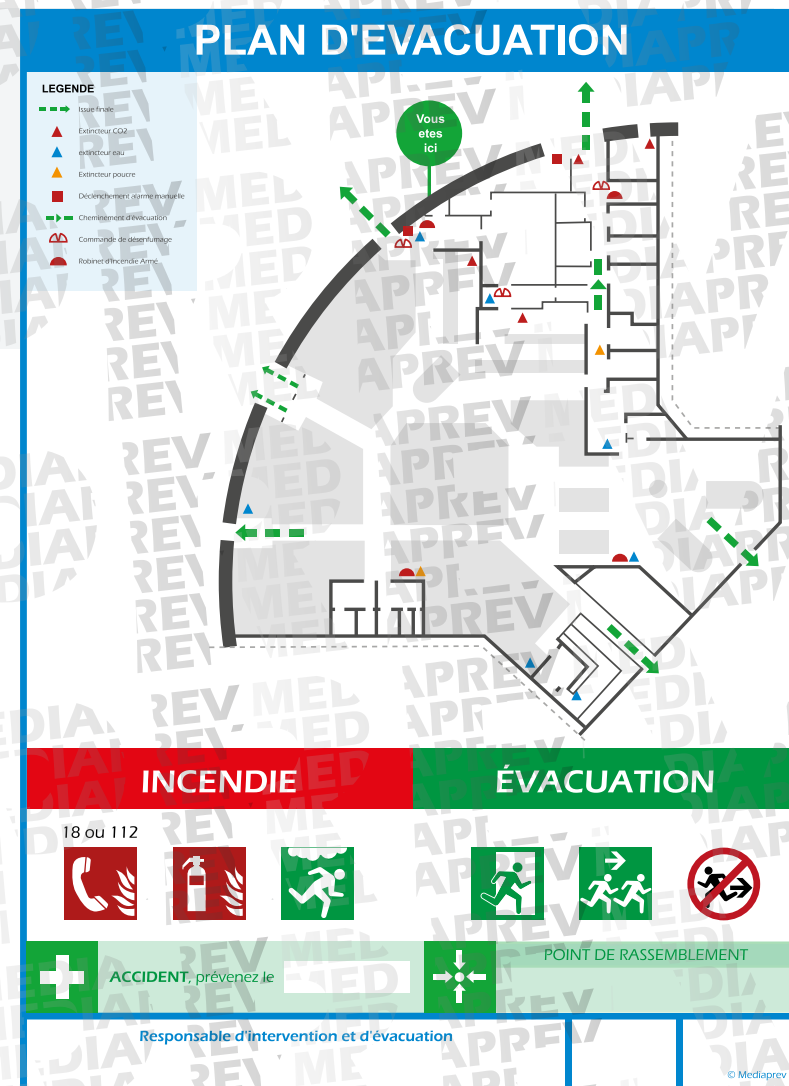 PLAN D'EVACUATION
LEGENDE
Issue finale
Extincteur CO2
extincteur eau
Extincteur poucre
Déclenchement alarme manuelle
Cheminement d'évacuation
Commande de désenfumage
Robinet d'Incendie Armé
Vous
etes
ici
INCENDIE
ÉVACUATION
18 ou 112
ACCIDENT, prévenez le
POINT DE RASSEMBLEMENT
Responsable d'intervention et d'évacuation
© Mediaprev